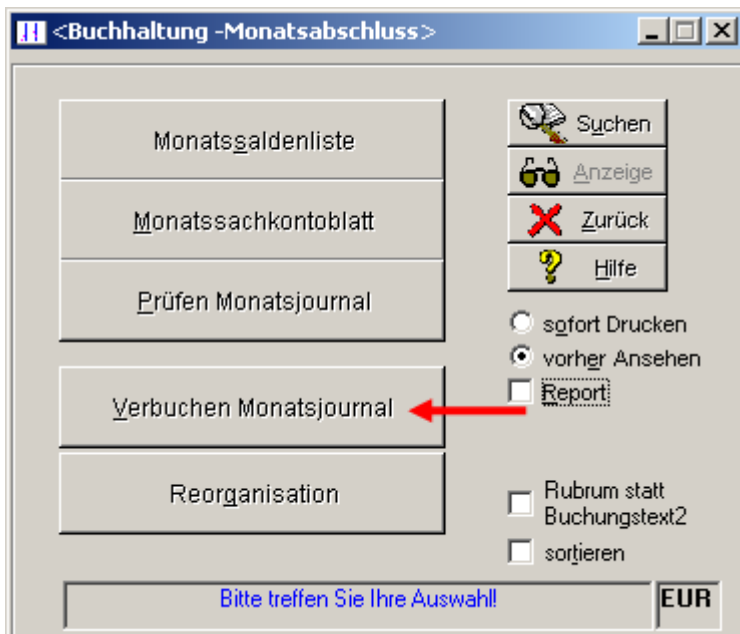 <Buchhaltung -Monatsabschluss>
Monatssaldenliste
Monatssachkontoblatt
Prüfen Monatsjournal
Verbuchen Monatsjournal
Reorganisation
Suchen
Anzeige
Zurück
Hilfe
sofort Drucken
vorher Ansehen
Report
Rubrum statt
Buchungstext2
sortieren
Bitte treffen Sie Ihre Auswahl!
EUR